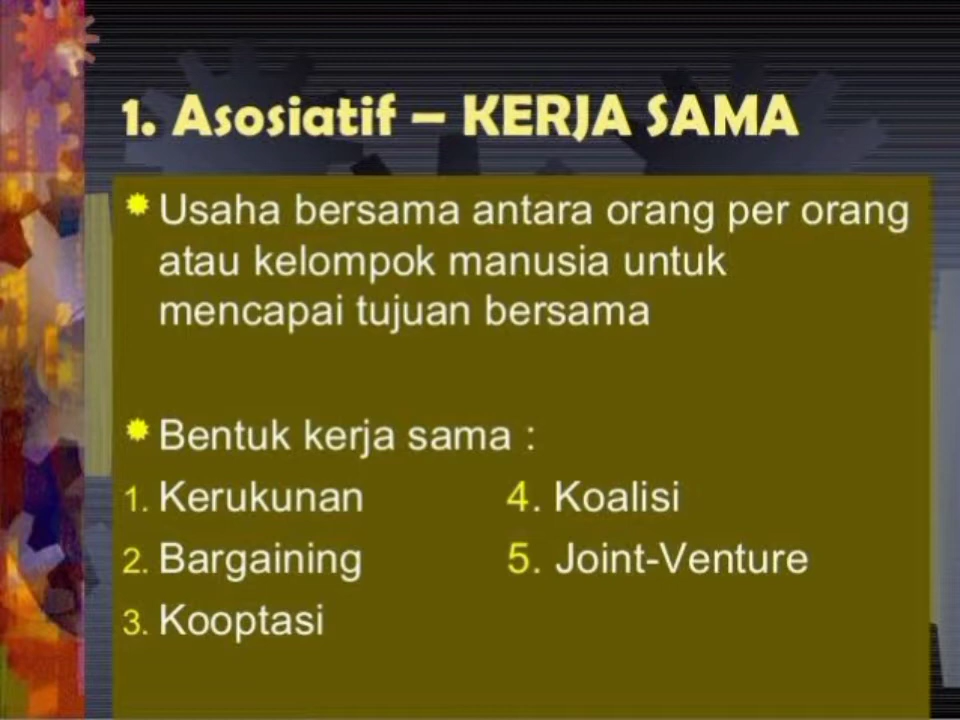 1. Asosiatif – KERJA SAMA
Usaha bersama antara orang per orang
atau kelompok manusia untuk
mencapai tujuan bersama
Bentuk kerja sama :
1. Kerukunan 4. Koalisi
2. Bargaining 5. Joint-Venture
3. Kooptasi